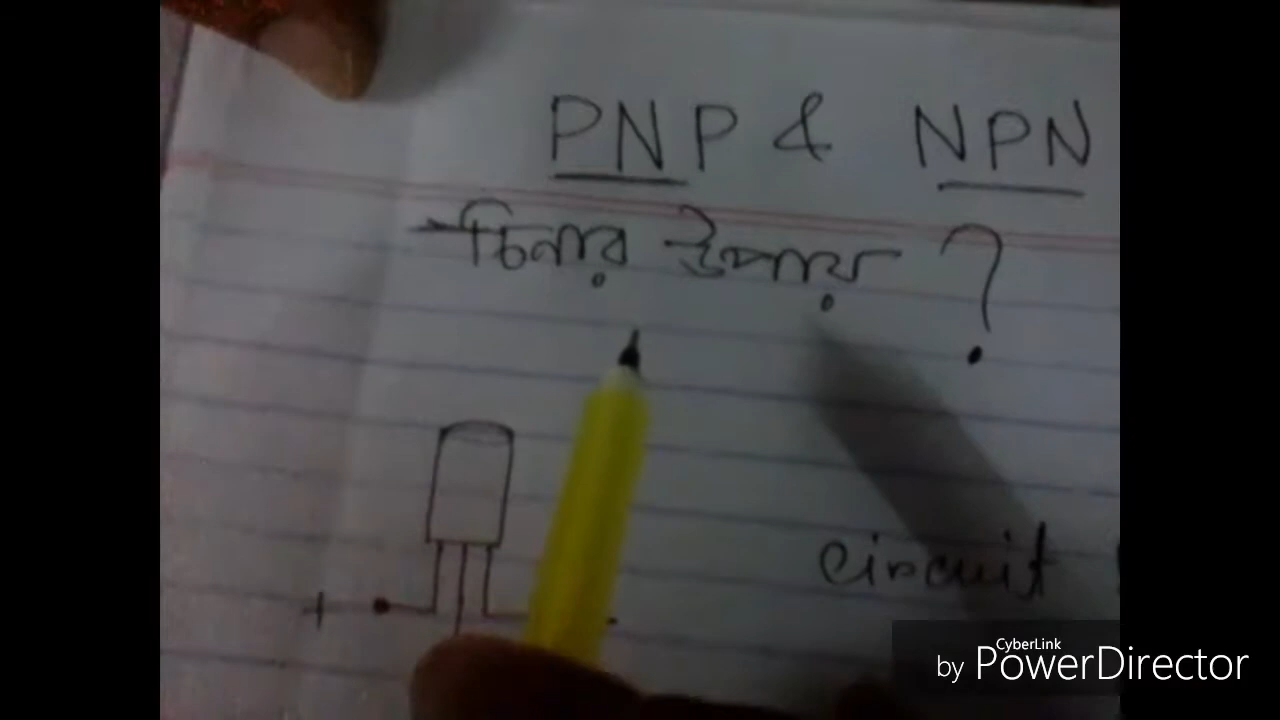 PNP & NPN
চিনার উপায় ?
circuit
+
CyberLink
by PowerDirector